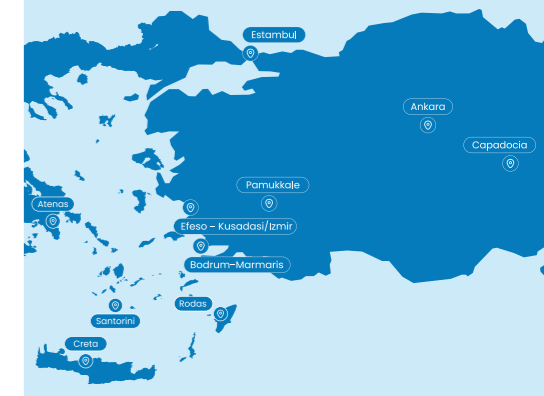 Estambul
Ankara
Capadocia
Pamukkale
Atenas
Efeso – Kusadasi/Izmir
Bodrum–Marmaris
Rodas
Santorini
Creta